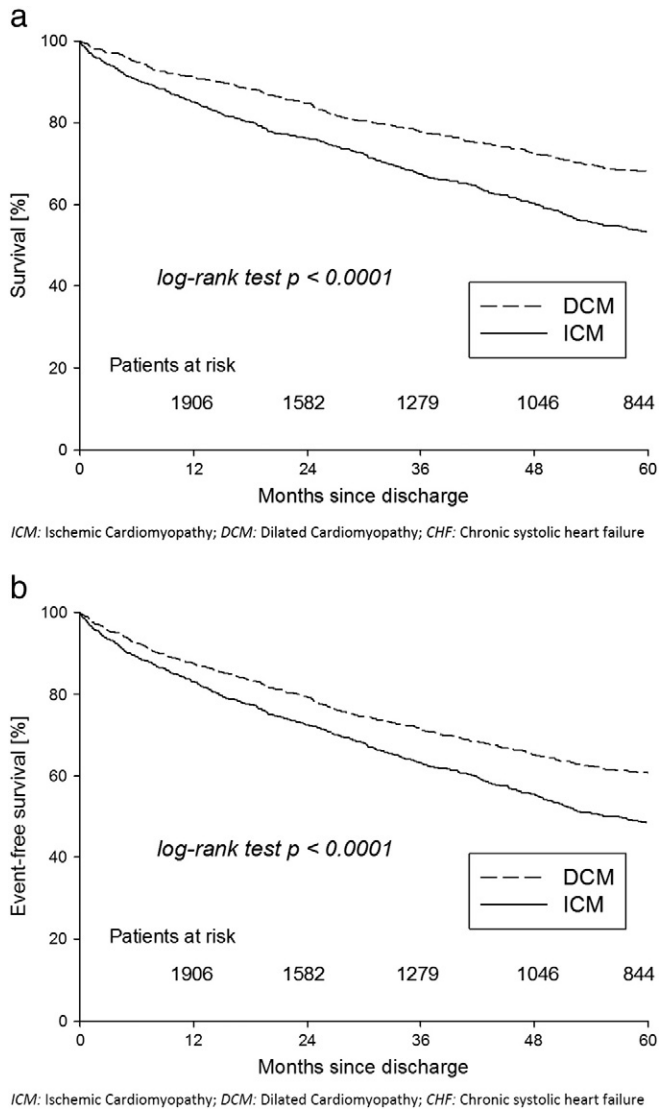 a
100
80
60
40
20
0
Survival [%]
log-rank test p < 0.0001
DCM
ICM
Patients at risk
1906 1582 1279 1046 844
0 12 24 36 48 60
Months since discharge
ICM: Ischemic Cardiomyopathy; DCM: Dilated Cardiomyopathy; CHF: Chronic systolic heart failure
b
100
80
60
40
20
0
Event-free survival [%]
log-rank test p < 0.0001
DCM
ICM
Patients at risk
1906 1582 1279 1046 844
0 12 24 36 48 60
Months since discharge
ICM: Ischemic Cardiomyopathy; DCM: Dilated Cardiomyopathy; CHF: Chronic systolic heart failure